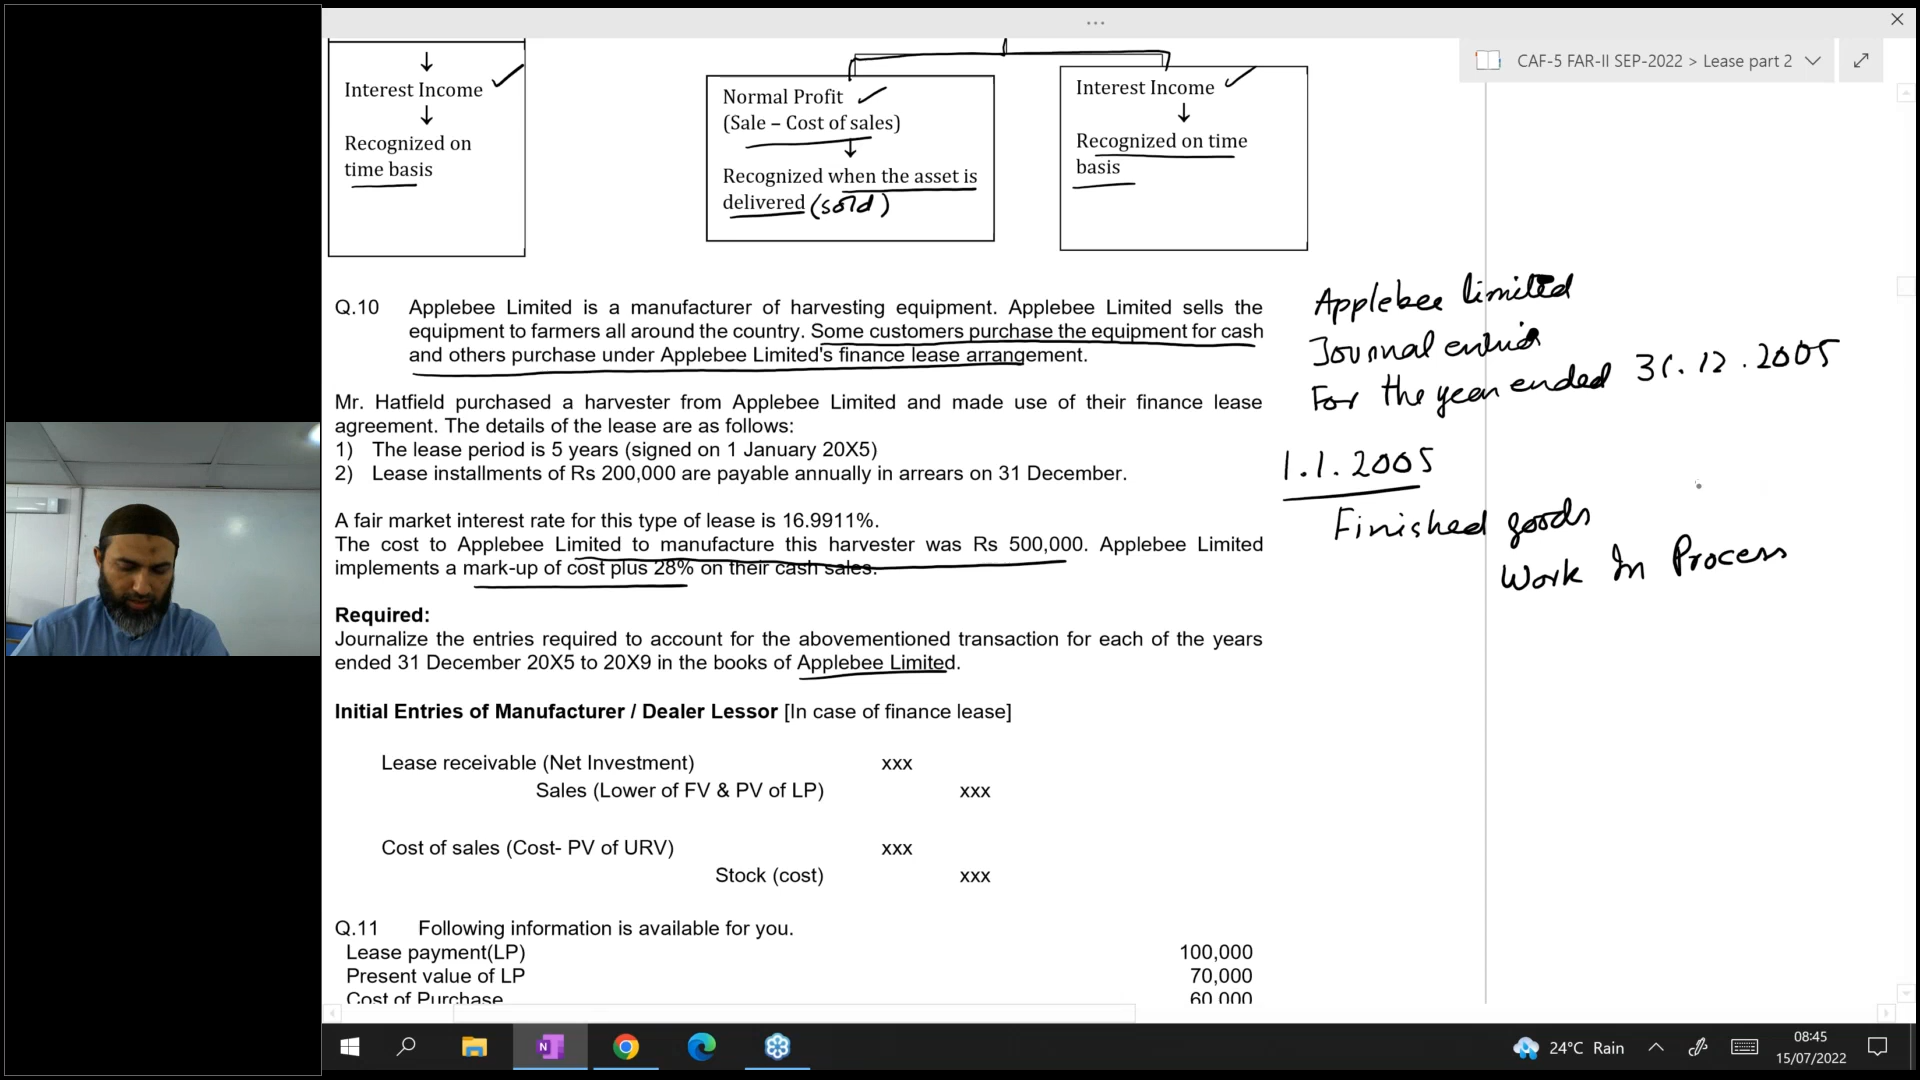 CAF-5 FAR-II SEP-2022 > Lease part 2
Interest Income
Recognized on
time basis
Normal Profit
(Sale – Cost of sales)
Recognized when the asset is
delivered (sold)
Interest Income
Recognized on time
basis
Q.10 Applebee Limited is a manufacturer of harvesting equipment. Applebee Limited sells the
equipment to farmers all around the country. Some customers purchase the equipment for cash
and others purchase under Applebee Limited's finance lease arrangement.
Mr. Hatfield purchased a harvester from Applebee Limited and made use of their finance lease
agreement. The details of the lease are as follows:
1) The lease period is 5 years (signed on 1 January 20X5)
2) Lease installments of Rs 200,000 are payable annually in arrears on 31 December.
A fair market interest rate for this type of lease is 16.9911%.
The cost to Applebee Limited to manufacture this harvester was Rs 500,000. Applebee Limited
implements a mark-up of cost plus 28% on their cash sales.
Required:
Journalize the entries required to account for the abovementioned transaction for each of the years
ended 31 December 20X5 to 20X9 in the books of Applebee Limited.
Initial Entries of Manufacturer / Dealer Lessor [In case of finance lease]
Lease receivable (Net Investment) xxx
Sales (Lower of FV & PV of LP) xxx
Cost of sales (Cost- PV of URV) xxx
Stock (cost) xxx
Q.11 Following information is available for you.
Lease payment(LP) 100,000
Present value of LP 70,000
Cost of Purchase 60,000
Applebee limited
Journal entries
For the year ended 31.12.2005
1.1.2005
Finished goods
Work In Process
24°C Rain
08:45
15/07/2022